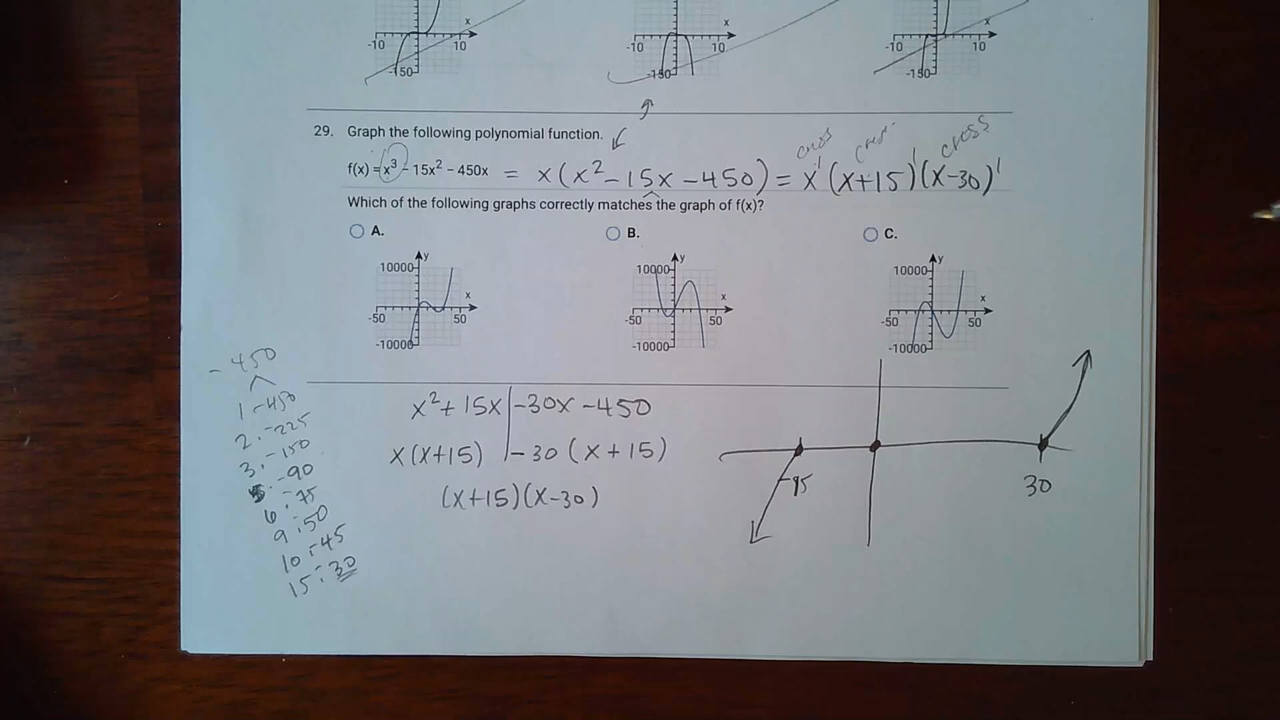 x x x
-10 10 -10 10 -10 10
-150 -150 -150
29. Graph the following polynomial function.
cross cross cross
f(x) = x³ - 15x² - 450x = x(x² - 15x - 450) = x¹(x+15)¹(x-30)¹
Which of the following graphs correctly matches the graph of f(x)?
A. B. C.
y y y
10000 10000 10000
x x x
-50 50 -50 50 -50 50
-10000 -10000 -10000
-450
1 · -450
2 · -225
3 · -150
5 · -90
6 · -75
9 · -50
10 · -45
15 · -30
x² + 15x | -30x - 450
x(x+15) | -30(x+15)
(x+15)(x-30)
-15 30